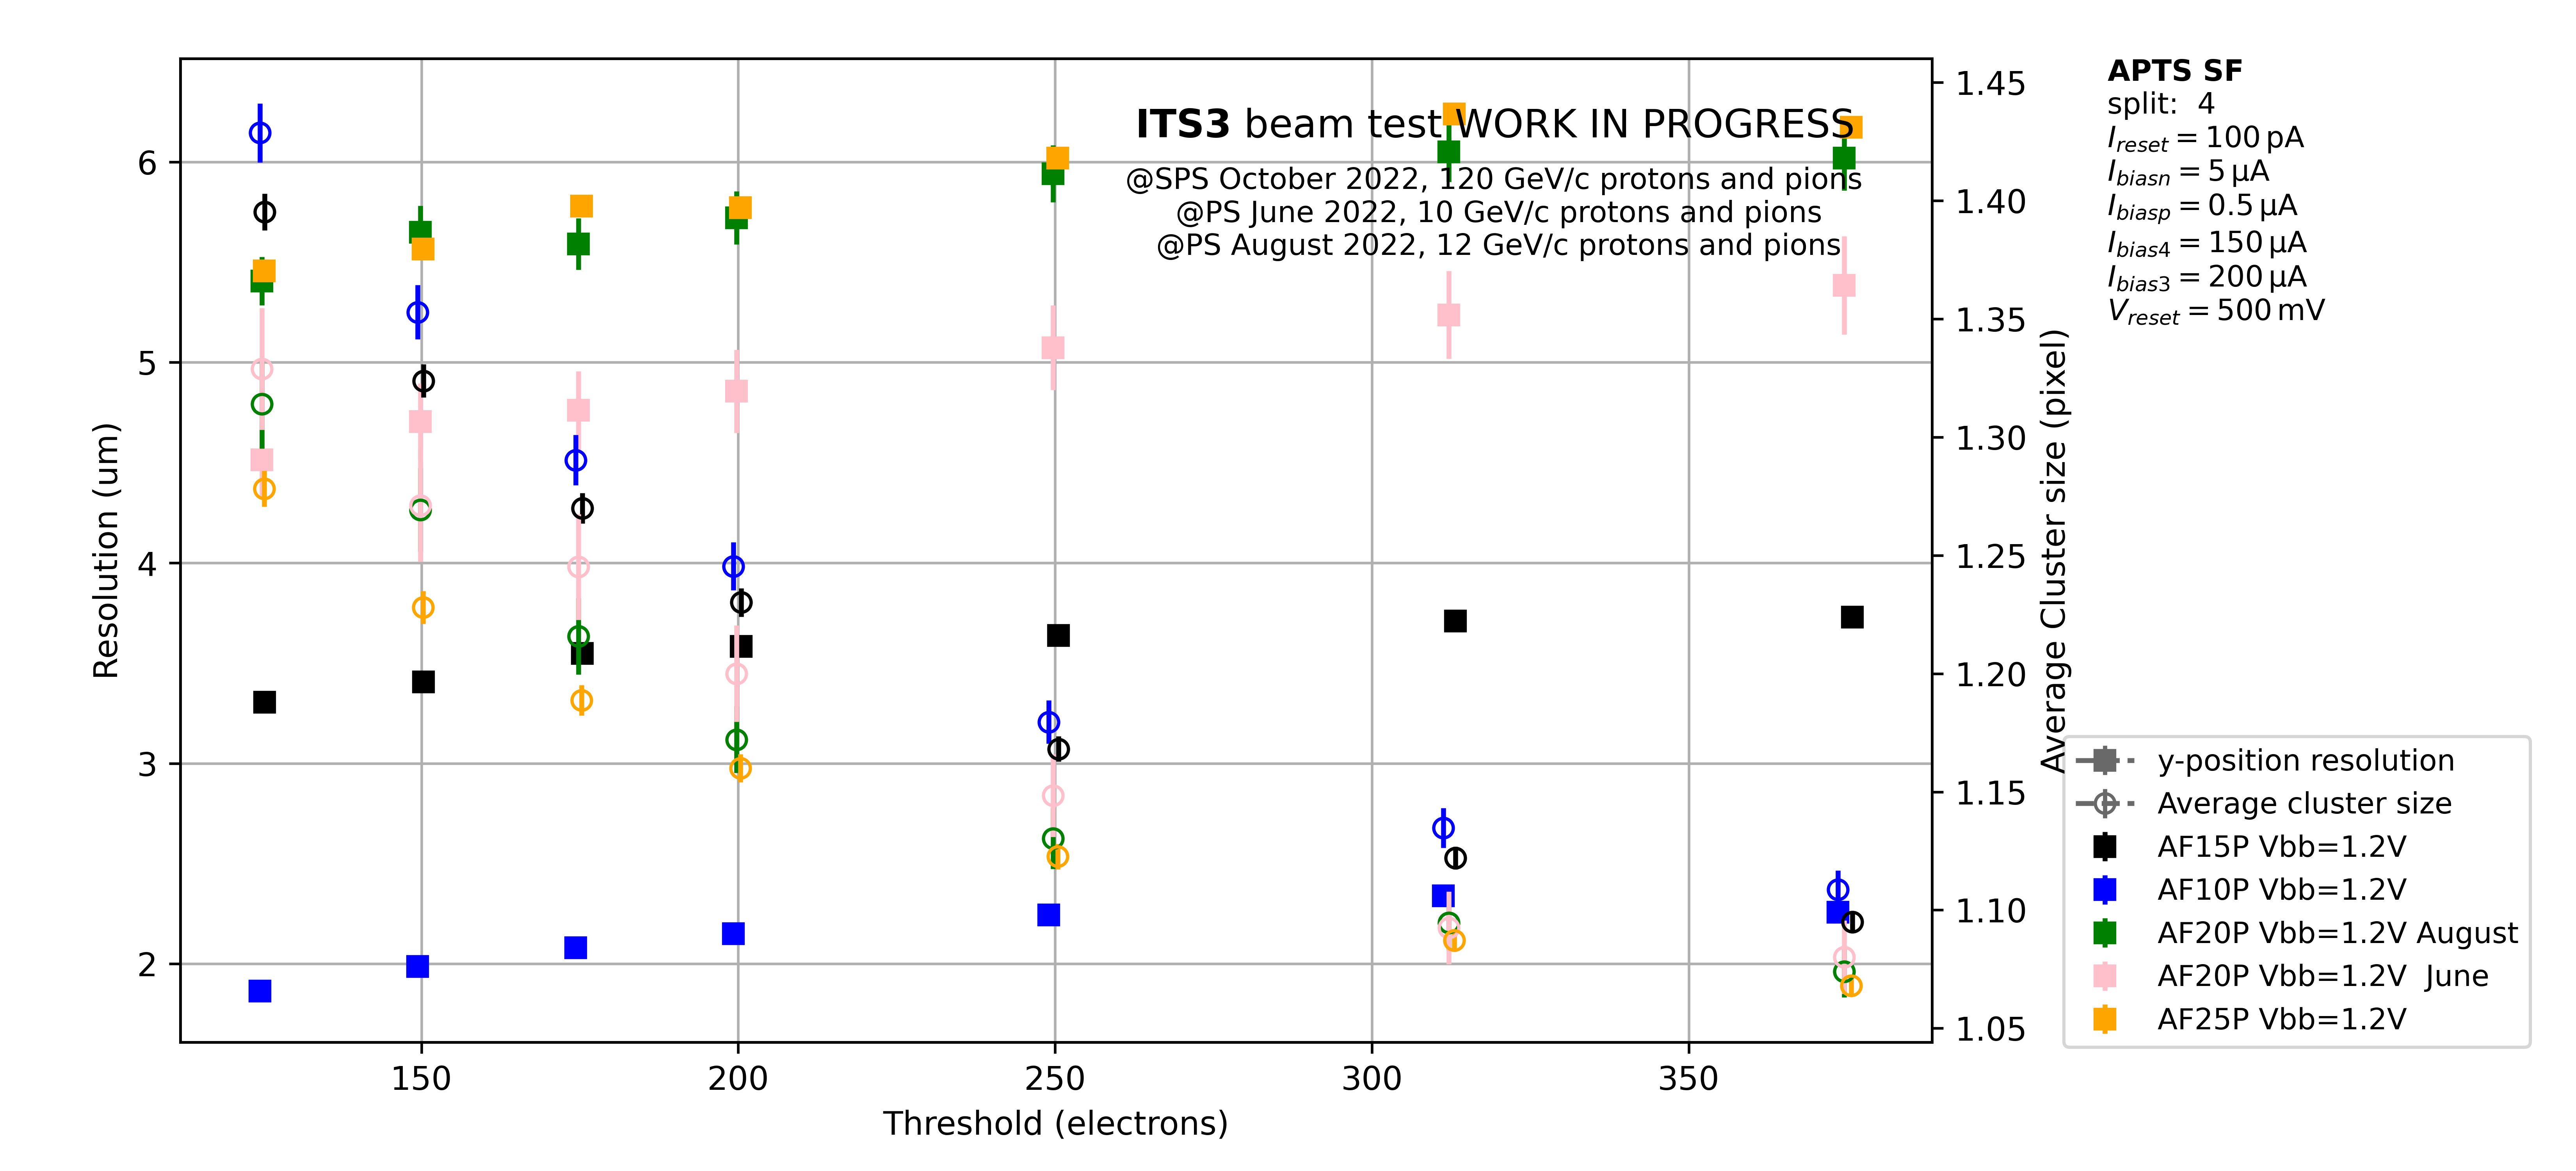 ITS3 beam test WORK IN PROGRESS
@SPS October 2022, 120 GeV/c protons and pions
@PS June 2022, 10 GeV/c protons and pions
@PS August 2022, 12 GeV/c protons and pions
6
5
4
3
2
Resolution (um)
150
200
250
300
350
Threshold (electrons)
1.45
1.40
1.35
1.30
1.25
1.20
1.15
1.10
1.05
Average Cluster size (pixel)
APTS SF
split: 4
I_reset = 100 pA
I_biasn = 5 μA
I_biasp = 0.5 μA
I_bias4 = 150 μA
I_bias3 = 200 μA
V_reset = 500 mV
y-position resolution
Average cluster size
AF15P Vbb=1.2V
AF10P Vbb=1.2V
AF20P Vbb=1.2V August
AF20P Vbb=1.2V June
AF25P Vbb=1.2V